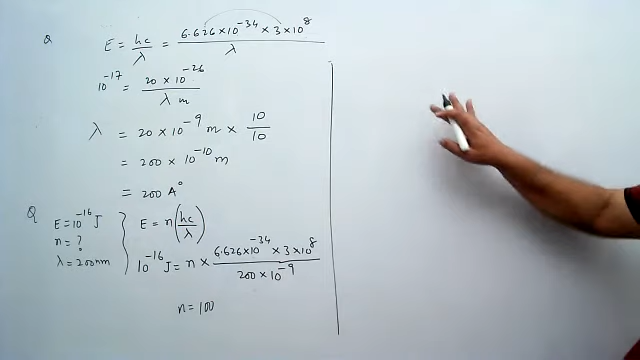 Q E = hc/λ = 6.626×10^-34 × 3×10^8 / λ
10^-17 = 20 × 10^-26 / λ m
λ = 20 × 10^-9 m × 10/10
= 200 × 10^-10 m
= 200 A°
Q E = 10^-16 J
n = ?
λ = 200nm
E = n(hc/λ)
10^-16 J = n × 6.626×10^-34 × 3×10^8 / 200 × 10^-9
n = 100